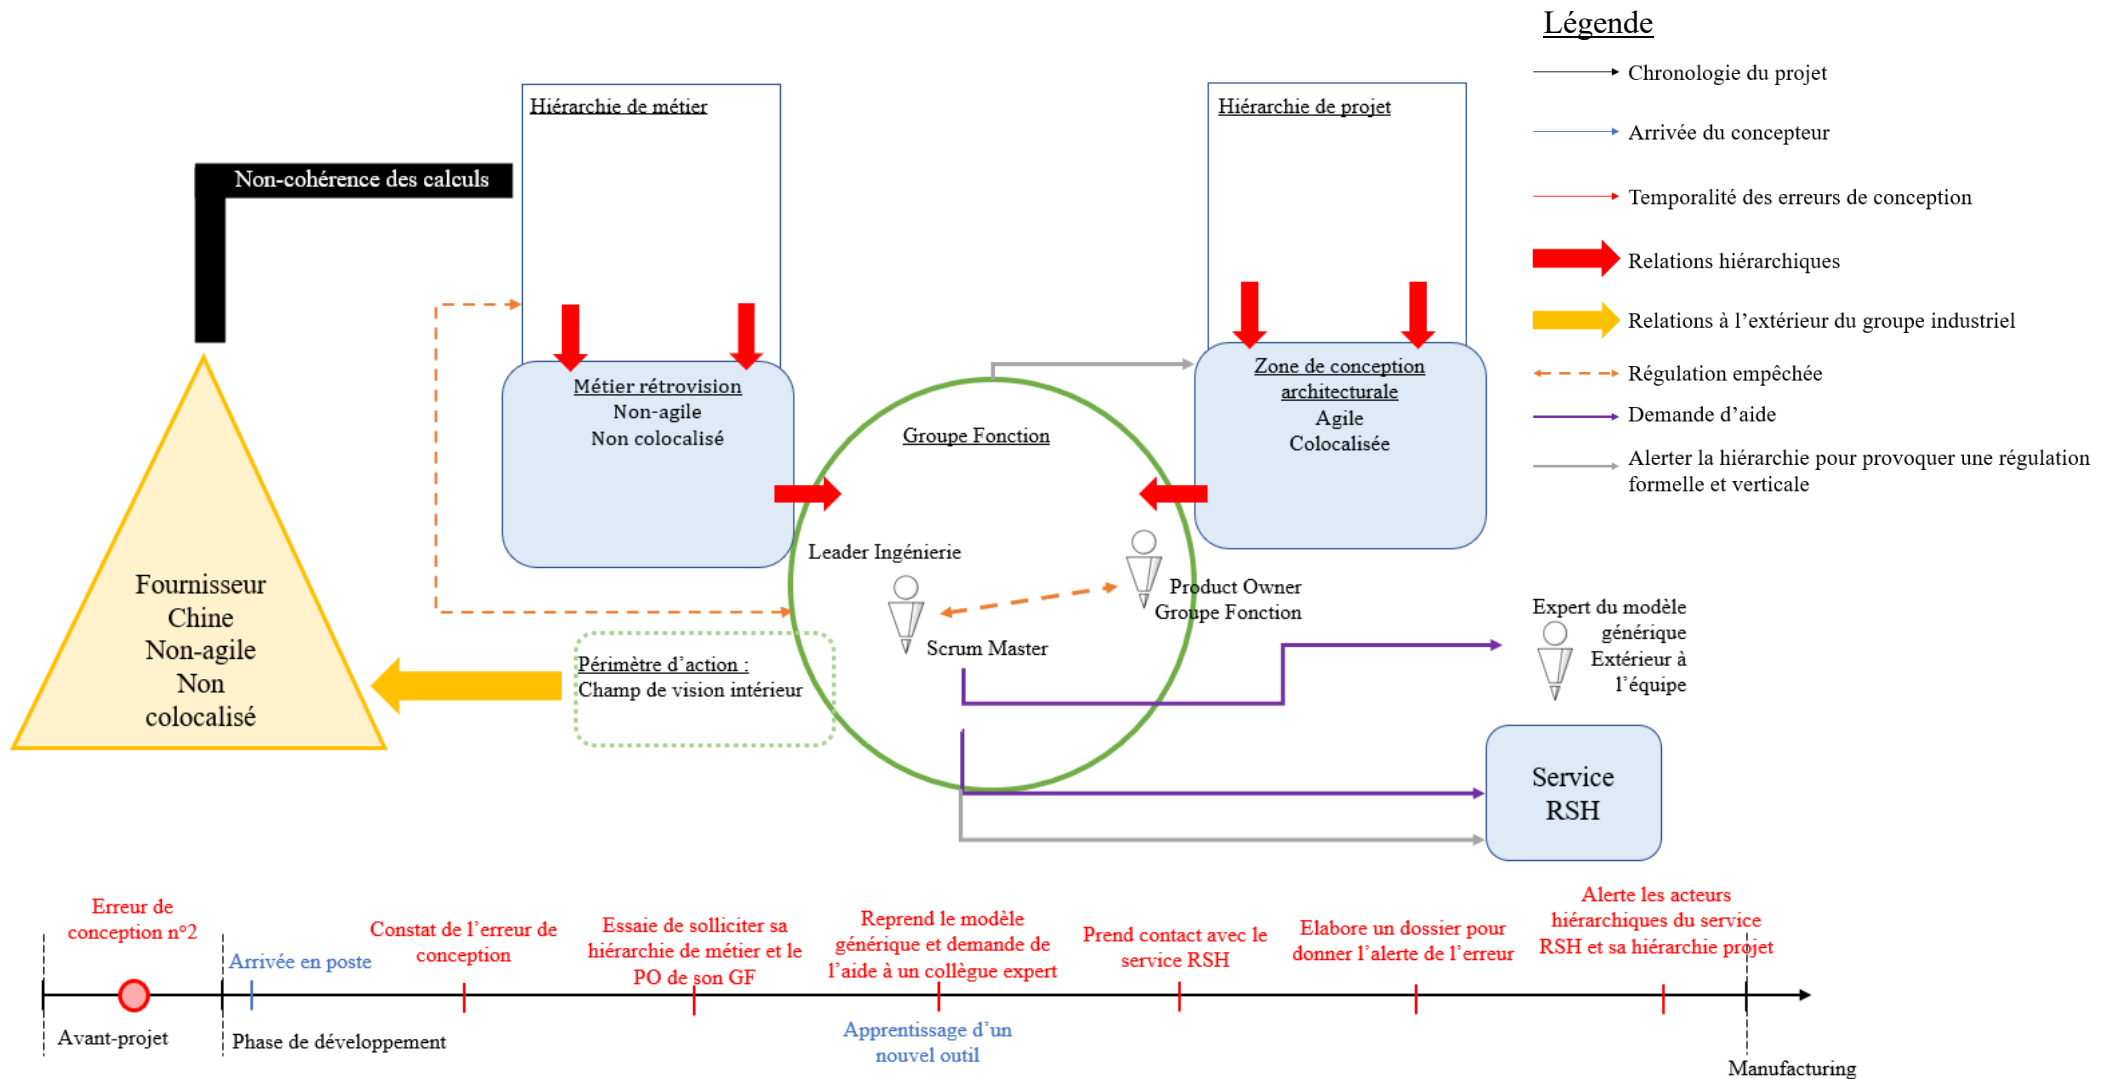 Légende
Chronologie du projet
Arrivée du concepteur
Temporalité des erreurs de conception
Relations hiérarchiques
Relations à l’extérieur du groupe industriel
Régulation empêchée
Demande d’aide
Alerter la hiérarchie pour provoquer une régulation
formelle et verticale
Hiérarchie de métier
Hiérarchie de projet
Non-cohérence des calculs
Métier rétrovision
Non-agile
Non colocalisé
Zone de conception
architecturale
Agile
Colocalisée
Groupe Fonction
Leader Ingénierie
Scrum Master
Product Owner
Groupe Fonction
Fournisseur
Chine
Non-agile
Non
colocalisé
Périmètre d’action :
Champ de vision intérieur
Expert du modèle
générique
Extérieur à
l’équipe
Service
RSH
Erreur de
conception n°2
Arrivée en poste
Constat de l’erreur de
conception
Essaie de solliciter sa
hiérarchie de métier et le
PO de son GF
Reprend le modèle
générique et demande de
l’aide à un collègue expert
Prend contact avec le
service RSH
Elabore un dossier pour
donner l’alerte de l’erreur
Alerte les acteurs
hiérarchiques du service
RSH et sa hiérarchie projet
Avant-projet
Phase de développement
Apprentissage d’un
nouvel outil
Manufacturing